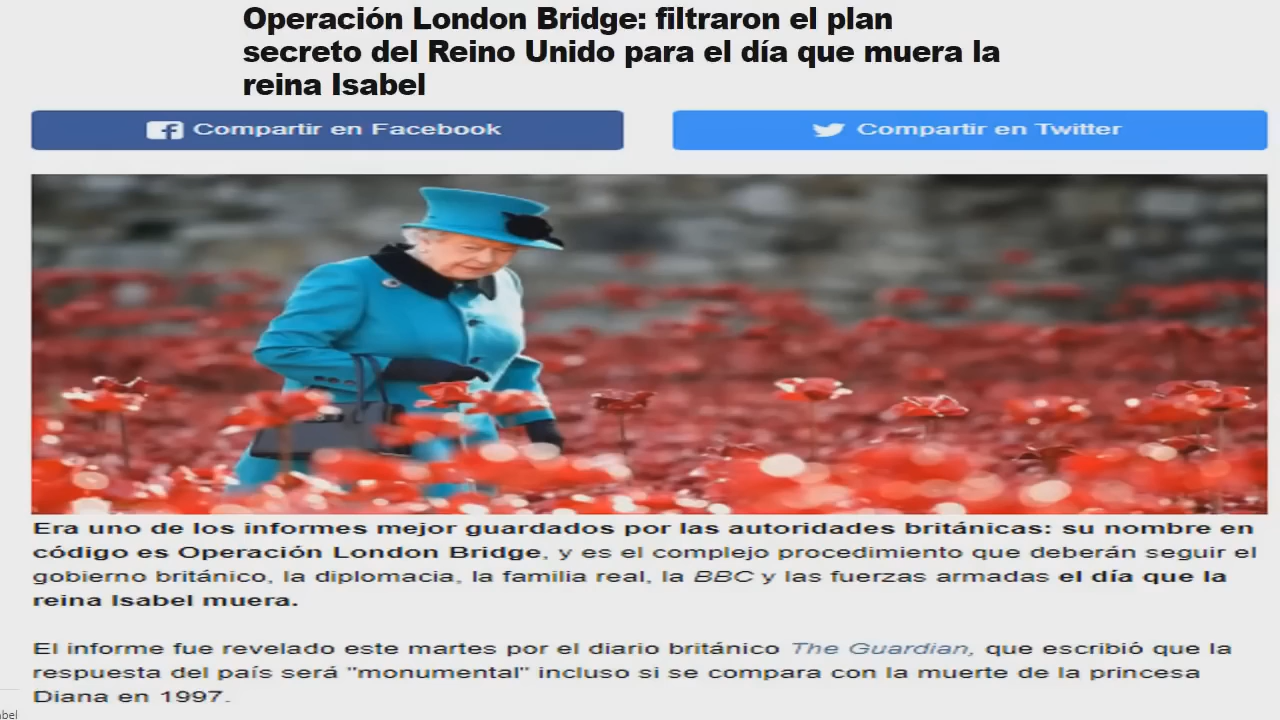 Operación London Bridge: filtraron el plan
secreto del Reino Unido para el día que muera la
reina Isabel
Compartir en Facebook
Compartir en Twitter
Era uno de los informes mejor guardados por las autoridades británicas: su nombre en
código es Operación London Bridge, y es el complejo procedimiento que deberán seguir el
gobierno británico, la diplomacia, la familia real, la BBC y las fuerzas armadas el día que la
reina Isabel muera.
El informe fue revelado este martes por el diario británico The Guardian, que escribió que la
respuesta del país será "monumental" incluso si se compara con la muerte de la princesa
Diana en 1997.
abel